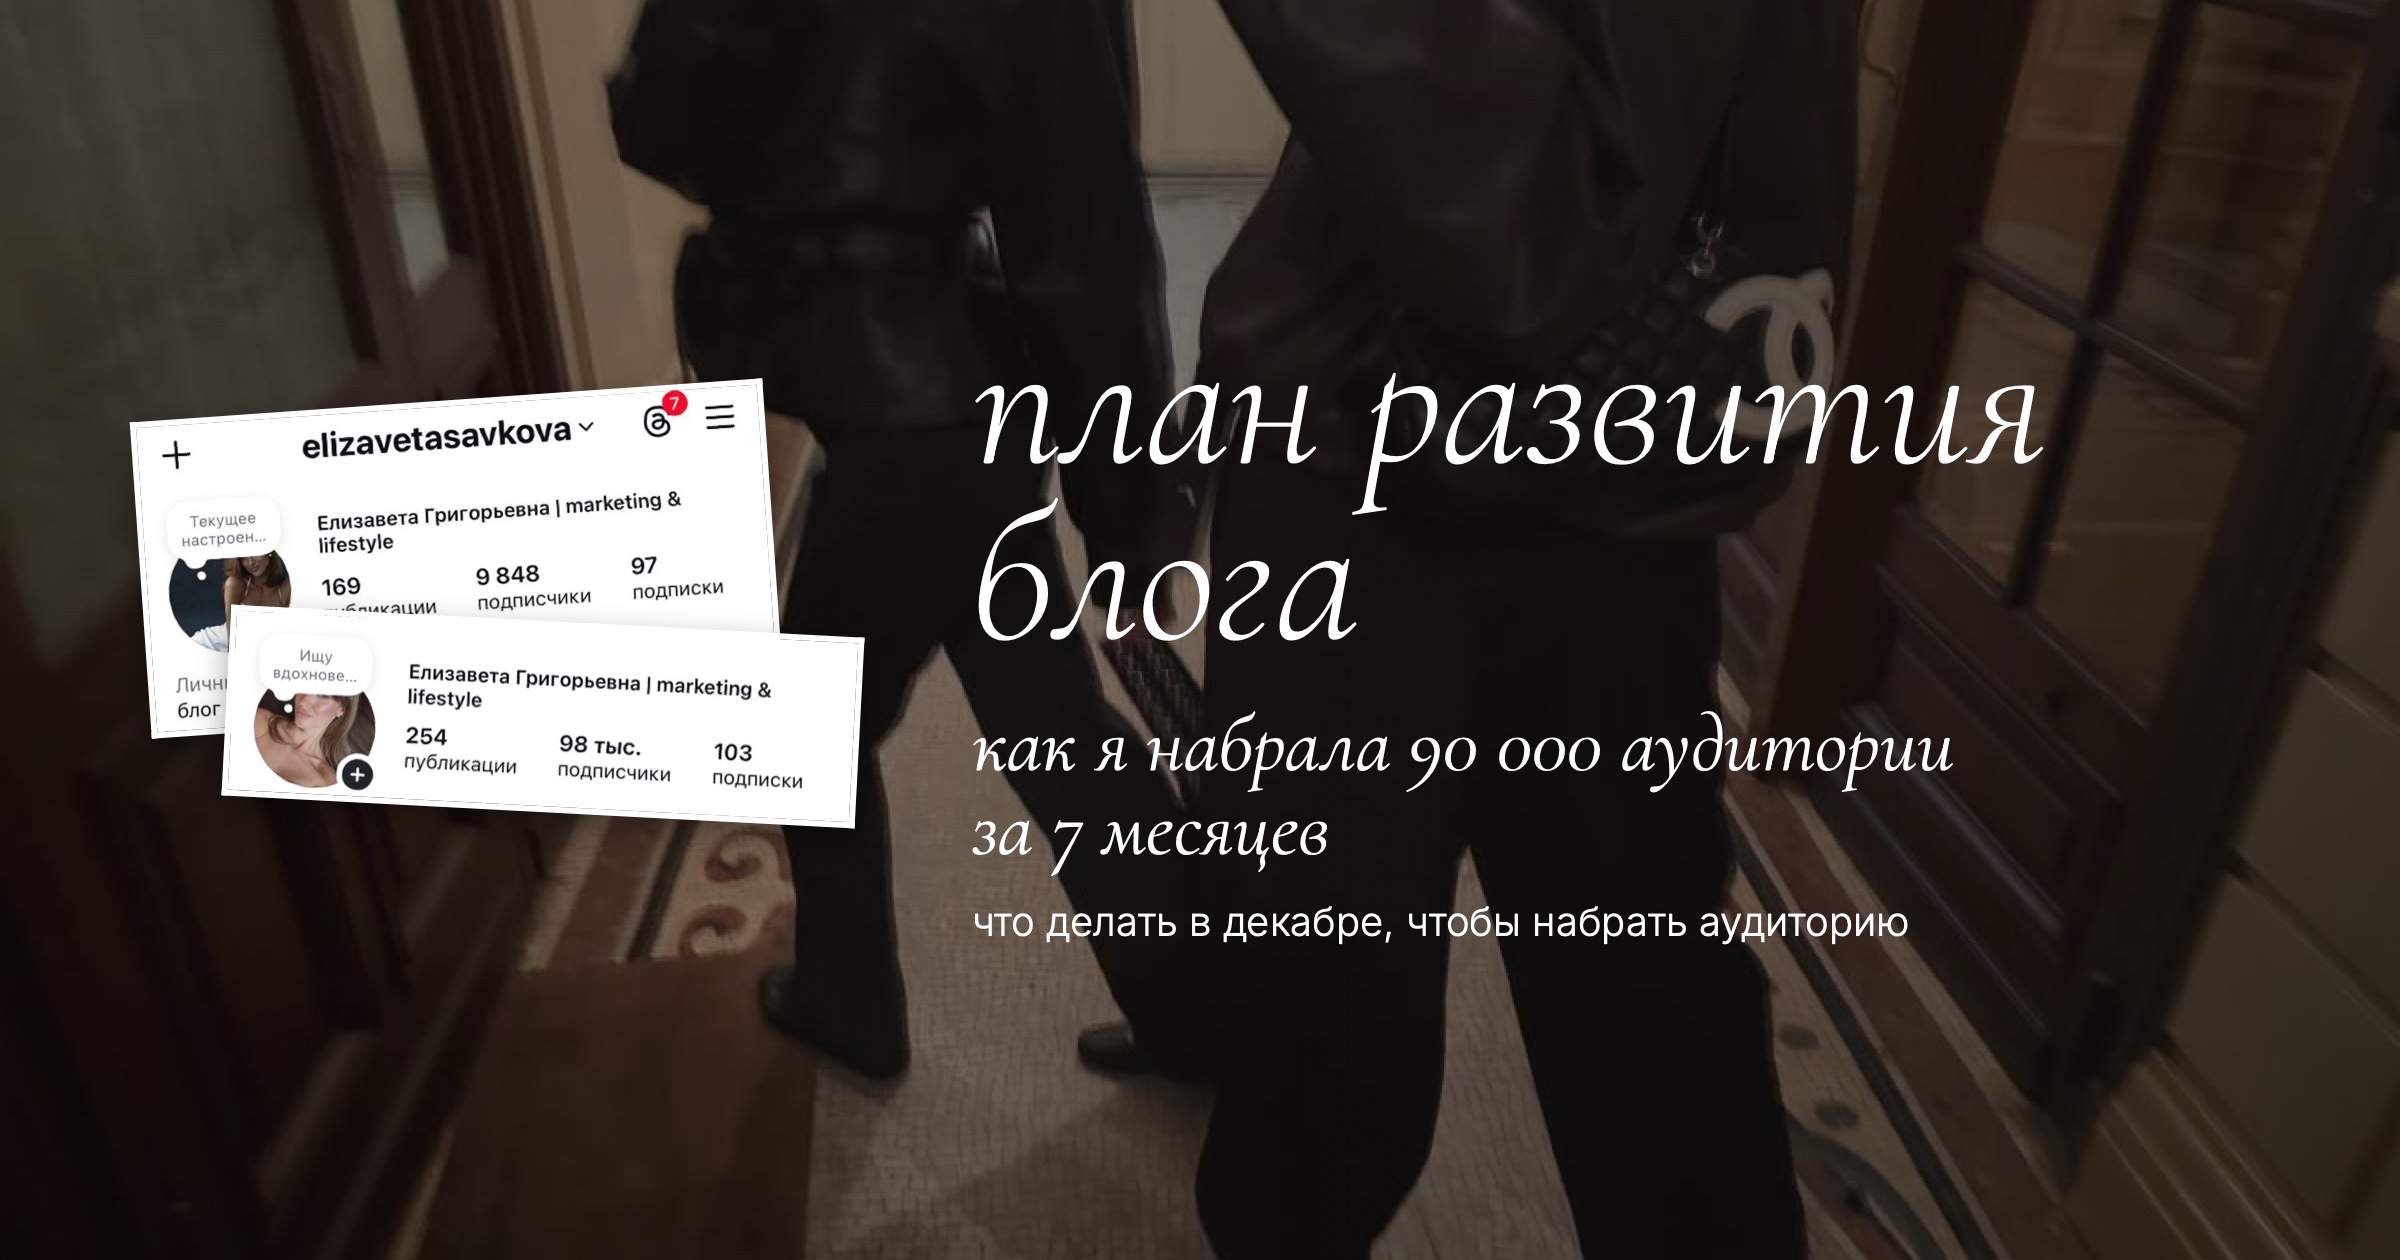 elizavetasavkova
7
Текущее
настроен...
Елизавета Григорьевна | marketing &
lifestyle
169
9 848
97
публикации
подписчики
подписки
блог
Ищу
вдохнове...
Елизавета Григорьевна | marketing &
lifestyle
254
98 тыс.
103
публикации
подписчики
подписки
план развития
блога
как я набрала 90 000 аудитории
за 7 месяцев
что делать в декабре, чтобы набрать аудиторию